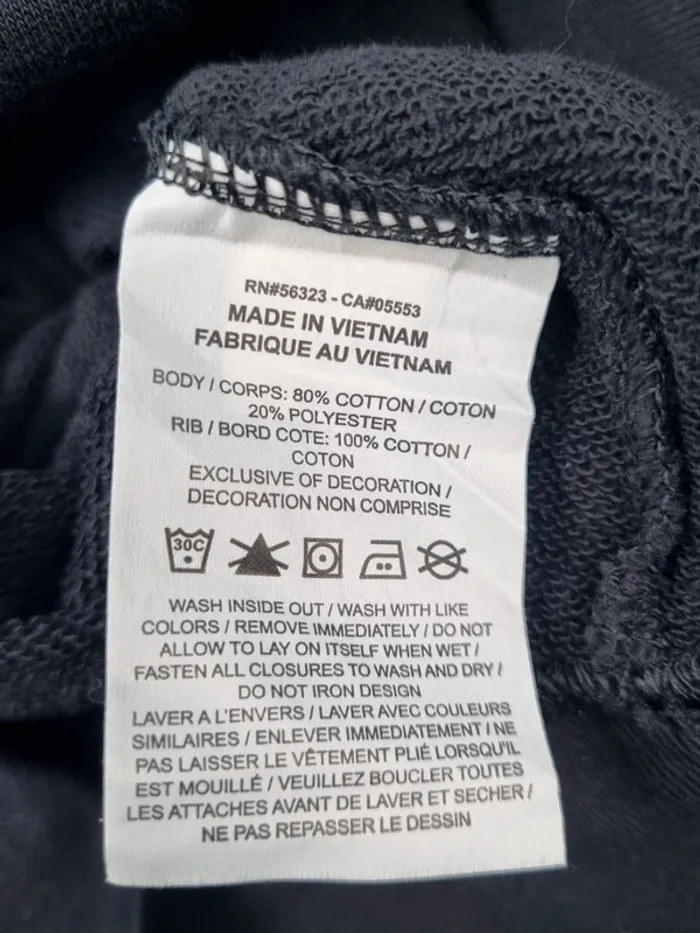 RN#56323 - CA#05553
MADE IN VIETNAM
FABRIQUE AU VIETNAM
BODY / CORPS: 80% COTTON / COTON
20% POLYESTER
RIB / BORD COTE: 100% COTTON /
COTON
EXCLUSIVE OF DECORATION /
DECORATION NON COMPRISE
30C
WASH INSIDE OUT / WASH WITH LIKE
COLORS / REMOVE IMMEDIATELY / DO NOT
ALLOW TO LAY ON ITSELF WHEN WET /
FASTEN ALL CLOSURES TO WASH AND DRY /
DO NOT IRON DESIGN
LAVER A L'ENVERS / LAVER AVEC COULEURS
SIMILAIRES / ENLEVER IMMEDIATEMENT / NE
PAS LAISSER LE VÊTEMENT PLIÉ LORSQU'IL
EST MOUILLÉ / VEUILLEZ BOUCLER TOUTES
LES ATTACHES AVANT DE LAVER ET SECHER /
NE PAS REPASSER LE DESSIN